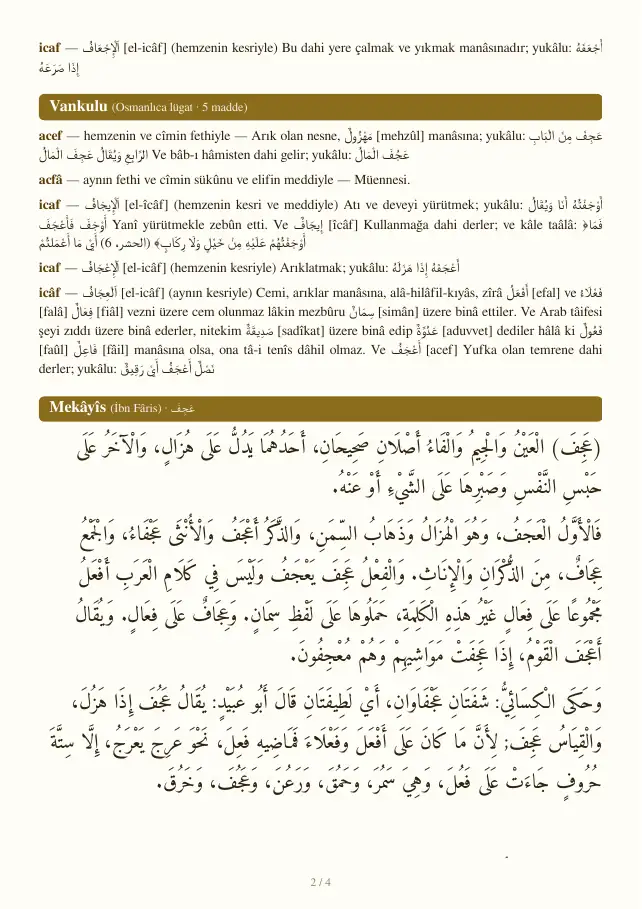 icaf — اَلْإِجْعَافُ [el-icâf] (hemzenin kesriyle) Bu dahi yere çalmak ve yıkmak manâsınadır; yukâlu: أَجْعَفَهُ
إِذَا صَرَعَهُ
Vankulu (Osmanlıca lügat · 5 madde)
acef — hemzenin ve cîmin fethiyle — Arık olan nesne, مَهْزُولٌ [mehzûl] manâsına; yukâlu: عَجِفَ مِنَ الْبَابِ
الرَّابِعِ وَيُقَالُ عَجِفَ الْمَالُ Ve bâb-ı hâmisten dahi gelir; yukâlu: عَجُفَ الْمَالُ
acfâ — aynın fethi ve cîmin sükûnu ve elifin meddiyle — Müennesi.
icaf — اَلْإِيجَافُ [el-îcâf] (hemzenin kesri ve meddiyle) Atı ve deveyi yürütmek; yukâlu: أَوْجَفْتُهُ أَنَا وَيُقَالُ
أَوْجَفَ فَأَعْجَفَ Yanî yürütmekle zebûn etti. Ve إِيجَافٌ [îcâf] Kullanmağa dahi derler; ve kâle taâlâ: ﴿فَمَا
أَوْجَفْتُهُمْ عَلَيْهِ مِنْ خَيْلٍ وَلَا رِكَابٍ﴾ (الحشر، 6) أَيْ مَا أَعْمَلْتُمْ
icaf — اَلْإِعْجَافُ [el-icâf] (hemzenin kesriyle) Arıklatmak; yukâlu: أَعْجَفَهُ إِذَا هَزَلَهُ
icâf — اَلْعِجَافُ [el-icâf] (aynın kesriyle) Cemi, arıklar manâsına, alâ-hilâfil-kıyâs, zîrâ أَفْعَلُ [efal] ve فَعْلَاءُ
[falâ] فِعَالٌ [fiâl] vezni üzere cem olunmaz lâkin mezbûru سِمَانٌ [simân] üzere binâ ettiler. Ve Arab tâifesi
şeyi zıddı üzere binâ ederler, nitekim صَدِيقَةٌ [sadîkat] üzere binâ edip عَدُوَّةٌ [aduvvet] dediler hâlâ ki فَعُولٌ
[faûl] فَاعِلٌ [fâil] manâsına olsa, ona tâ-i tenîs dâhil olmaz. Ve أَعْجَفُ [acef] Yufka olan temrene dahi
derler; yukâlu: نَصْلٌ أَعْجَفُ أَيْ رَقِيقٌ
Mekâyîs (İbn Fâris) · عَجِفَ
(عَجِفَ) الْعَيْنُ وَالْجِيمُ وَالْفَاءُ أَصْلَانِ صَحِيحَانِ، أَحَدُهُمَا يَدُلُّ عَلَى هُزَالٍ، وَالْآخَرُ عَلَى
حَبْسِ النَّفْسِ وَصَبْرِهَا عَلَى الشَّيْءِ أَوْ عَنْهُ.
فَالْأَوَّلُ الْعَجَفُ، وَهُوَ الْهُزَالُ وَذَهَابُ السِّمَنِ، وَالذَّكَرُ أَعْجَفُ وَالْأُنْثَى عَجْفَاءُ، وَالْجَمْعُ
عِجَافٌ، مِنَ الذُّكْرَانِ وَالْإِنَاثِ. وَالْفِعْلُ عَجِفَ يَعْجَفُ وَلَيْسَ فِي كَلَامِ الْعَرَبِ أَفْعَلُ
مَجْمُوعًا عَلَى فِعَالٍ غَيْرُ هَذِهِ الْكَلِمَةِ، حَمَلُوهَا عَلَى لَفْظِ سِمَانٍ. وَعِجَافٌ عَلَى فِعَالٍ. وَيُقَالُ
أَعْجَفَ الْقَوْمُ، إِذَا عَجِفَتْ مَوَاشِيهِمْ وَهُمْ مُعْجِفُونَ.
وَحَكَى الْكِسَائِيُّ: شَفَتَانِ عَجْفَاوَانِ، أَيْ لَطِيفَتَانِ قَالَ أَبُو عُبَيْدٍ: يُقَالُ عَجُفَ إِذَا هَزُلَ،
وَالْقِيَاسُ عَجِفَ; لِأَنَّ مَا كَانَ عَلَى أَفْعَلَ وَفَعْلَاءَ فَمَاضِيهِ فَعِلَ، نَحْوَ عَرِجَ يَعْرَجُ، إِلَّا سِتَّةَ
حُرُوفٍ جَاءَتْ عَلَى فَعُلَ، وَهِيَ سَمُرَ، وَحَمُقَ، وَرَعُنَ، وَعَجُفَ، وَخَرُقَ.
2 / 4